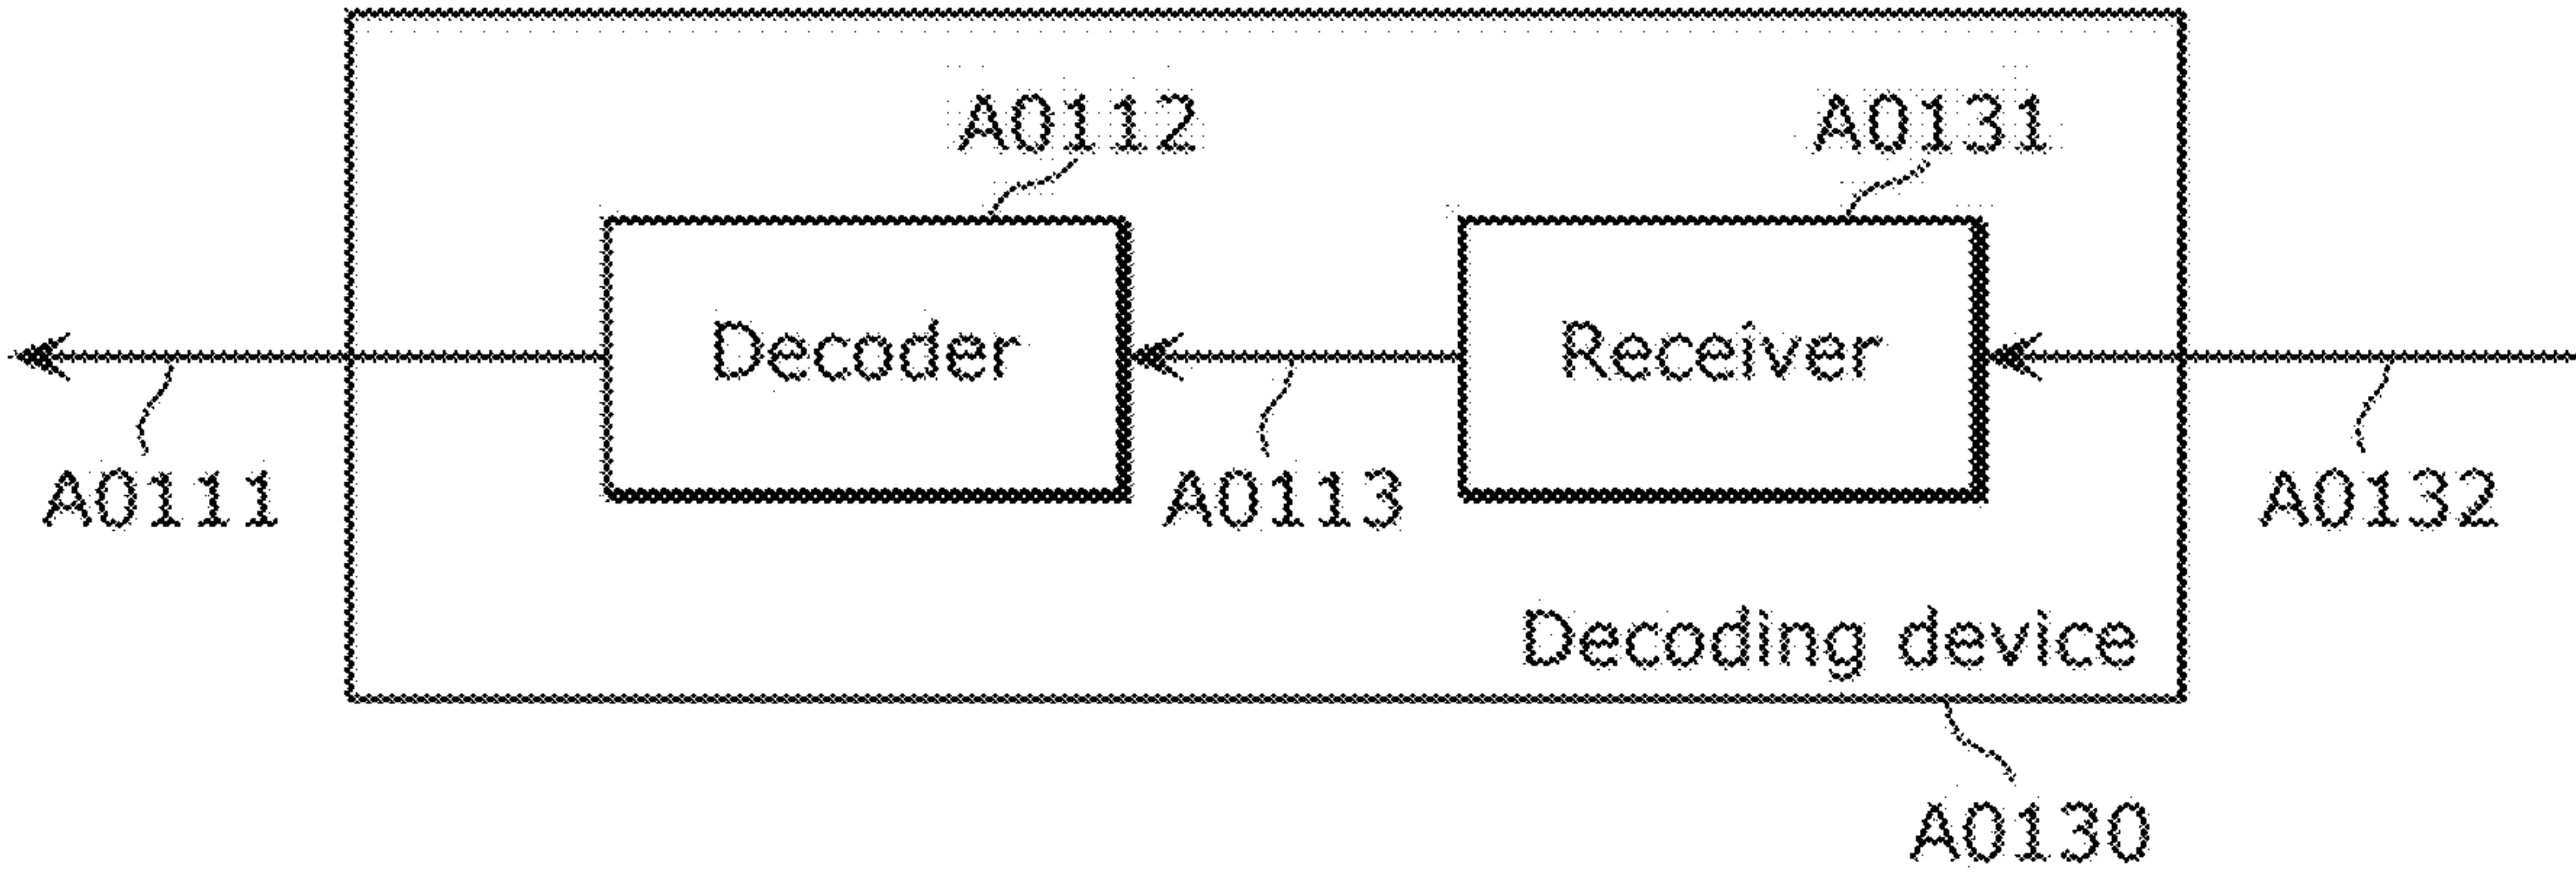 A0112
A0131
Decoder
Receiver
A0111
A0113
A0132
Decoding device
A0130